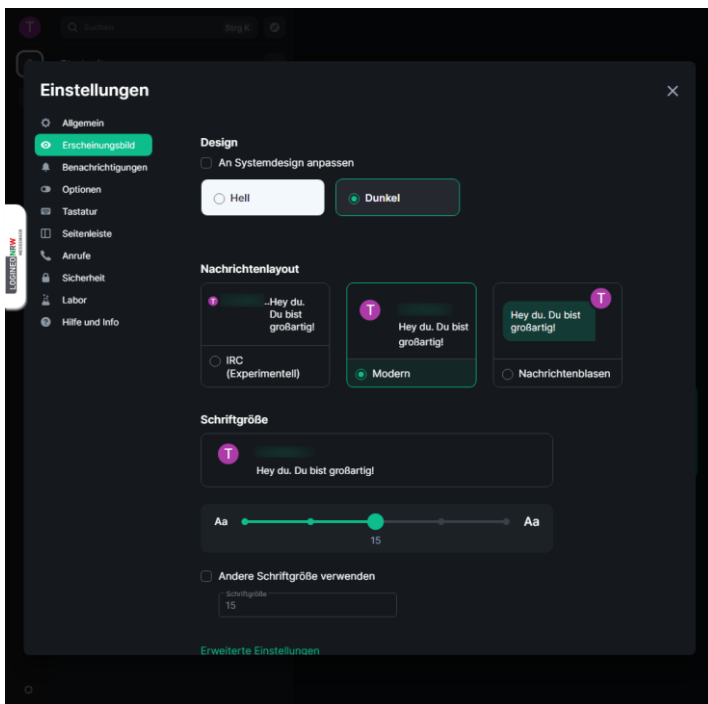 T
Suchen
Strg K
Einstellungen
Allgemein
Erscheinungsbild
Benachrichtigungen
Optionen
Tastatur
Seitenleiste
Anrufe
Sicherheit
Labor
Hilfe und Info
LOGINEO NRW
MESSENGER
Design
An Systemdesign anpassen
Hell
Dunkel
Nachrichtenlayout
T
..Hey du.
Du bist
großartig!
IRC
(Experimentell)
T
Hey du. Du bist
großartig!
Modern
T
Hey du. Du bist
großartig!
Nachrichtenblasen
Schriftgröße
T
Hey du. Du bist großartig!
Aa
Aa
15
Andere Schriftgröße verwenden
Schriftgröße
15
Erweiterte Einstellungen